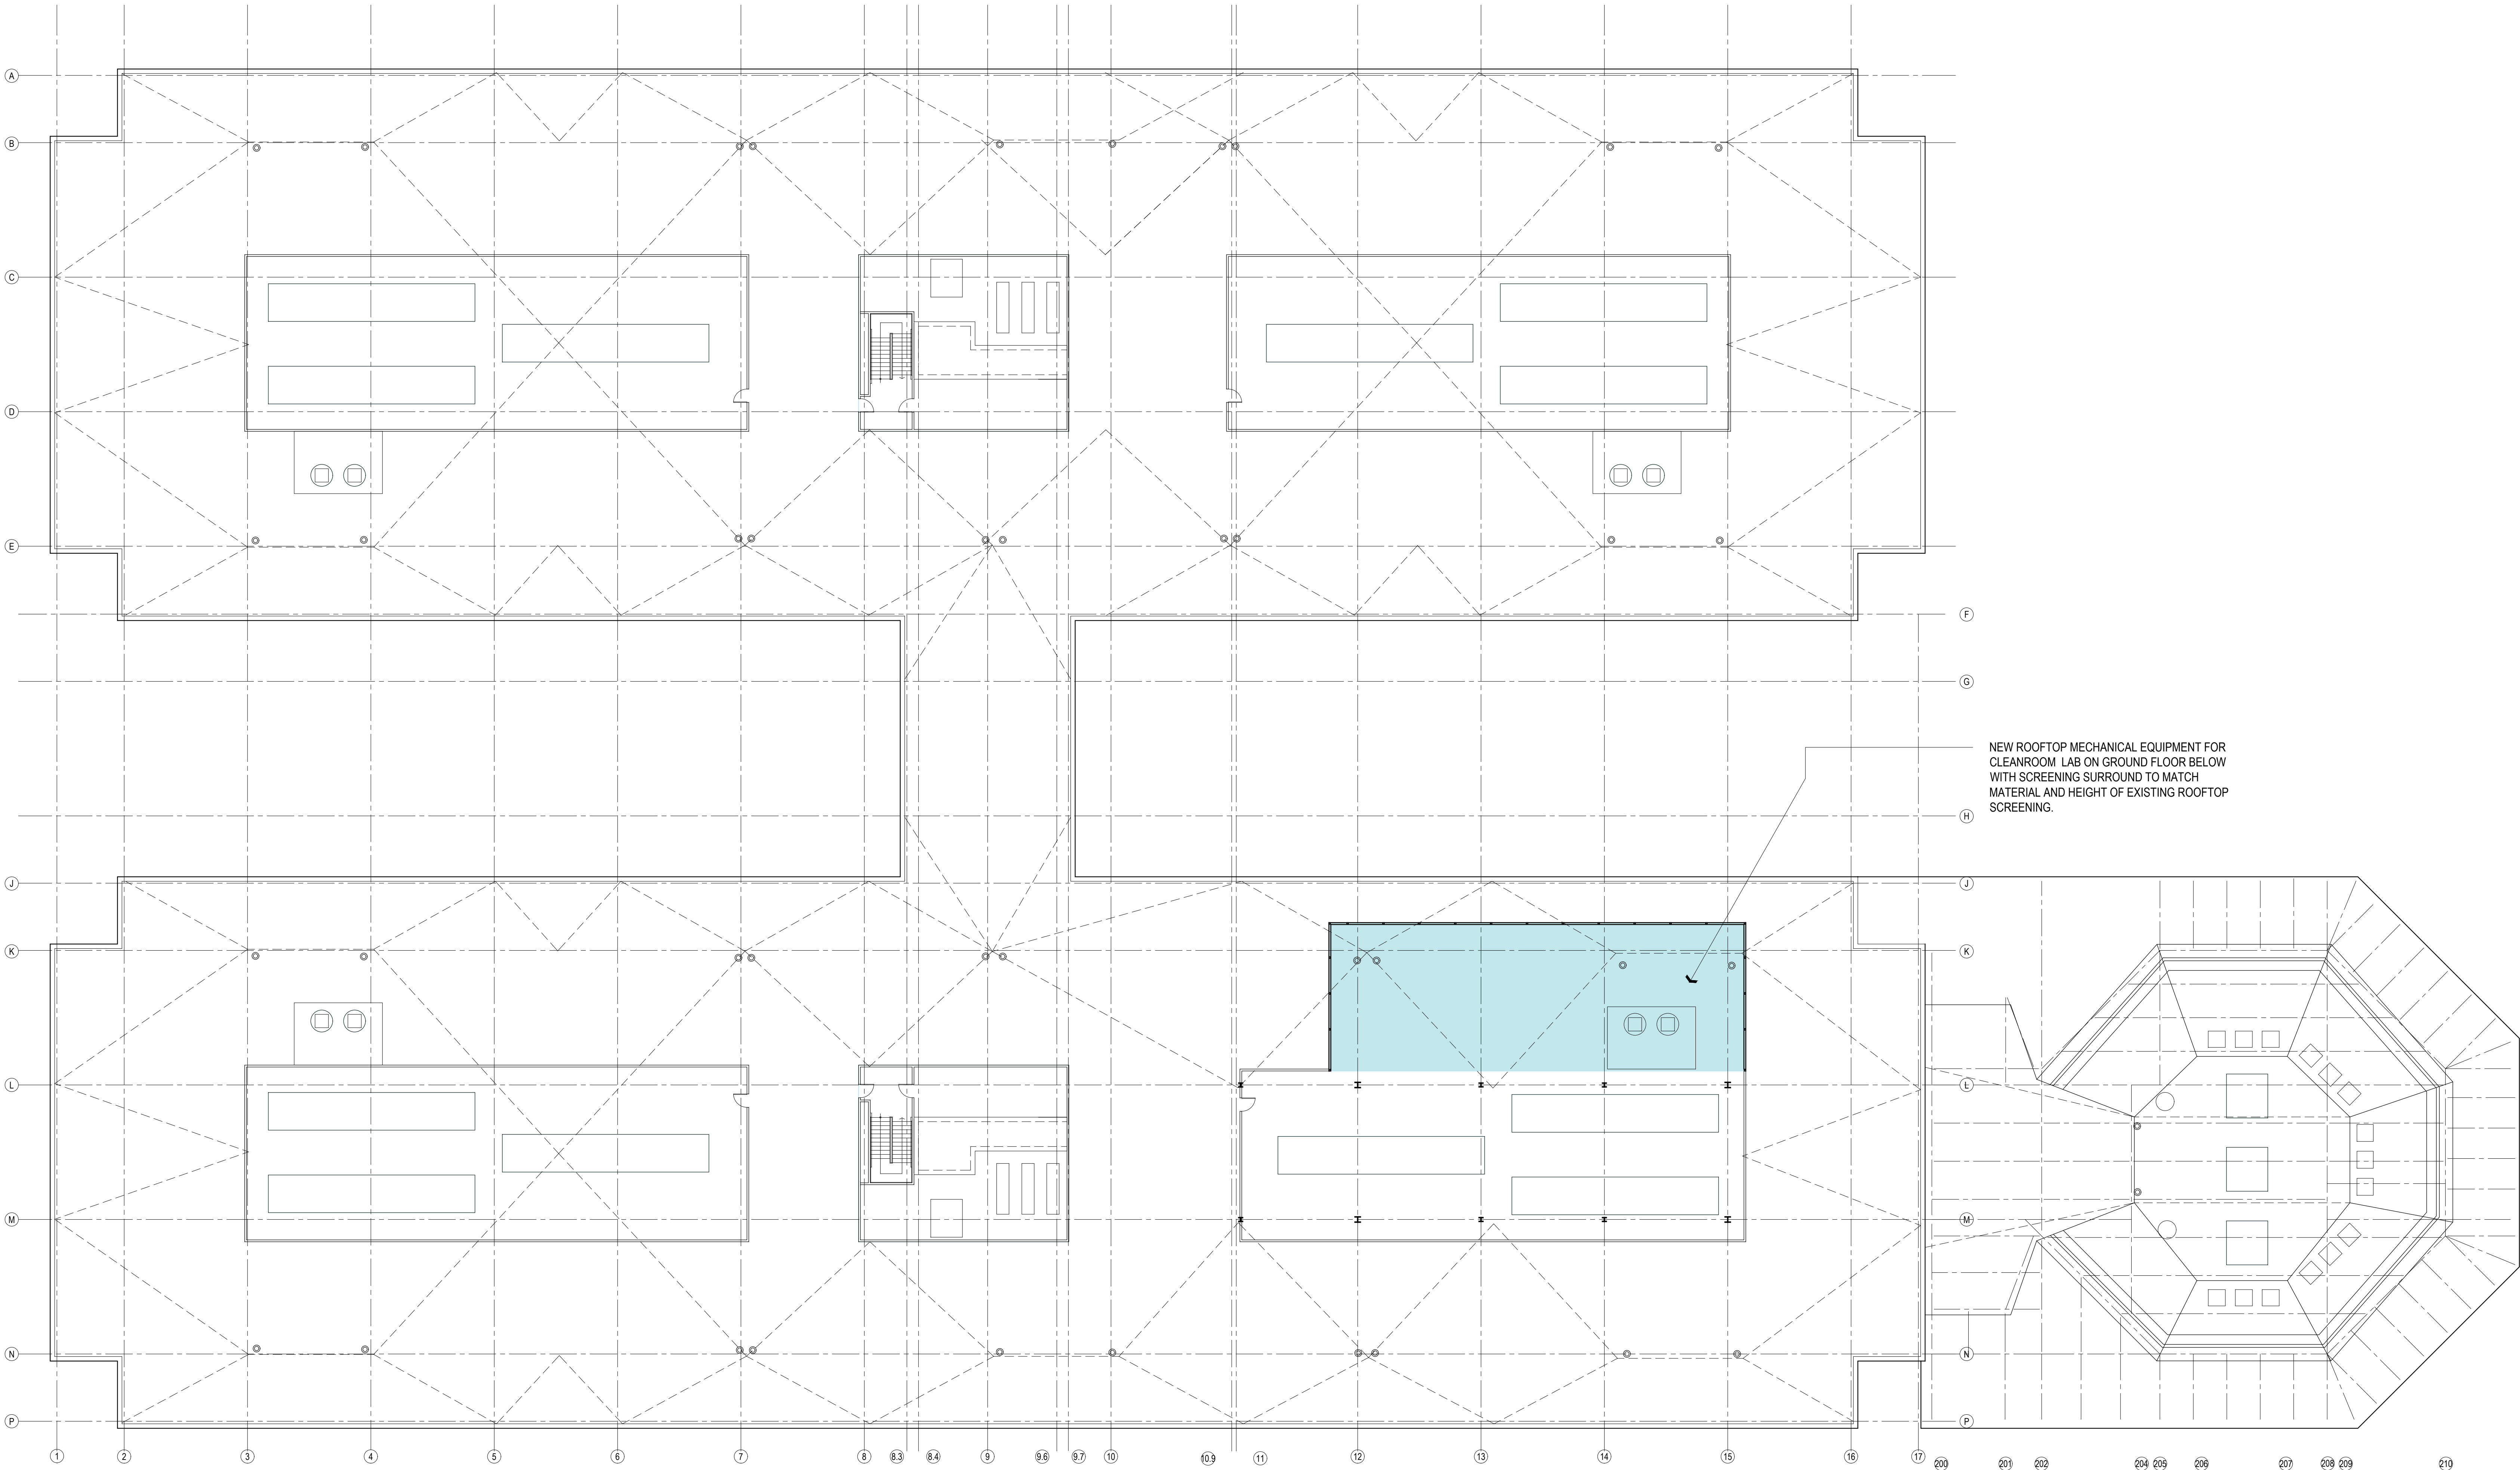 A
B
C
D
E
F
G
NEW ROOFTOP MECHANICAL EQUIPMENT FOR
CLEANROOM LAB ON GROUND FLOOR BELOW
WITH SCREENING SURROUND TO MATCH
MATERIAL AND HEIGHT OF EXISTING ROOFTOP
SCREENING.
H
J J
K K
L L
M M
N N
P P
1 2 3 4 5 6 7 8 8.3 8.4 9 9.6 9.7 10 10.9 11 12 13 14 15 16 17 200 201 202 204 205 206 207 208 209 210